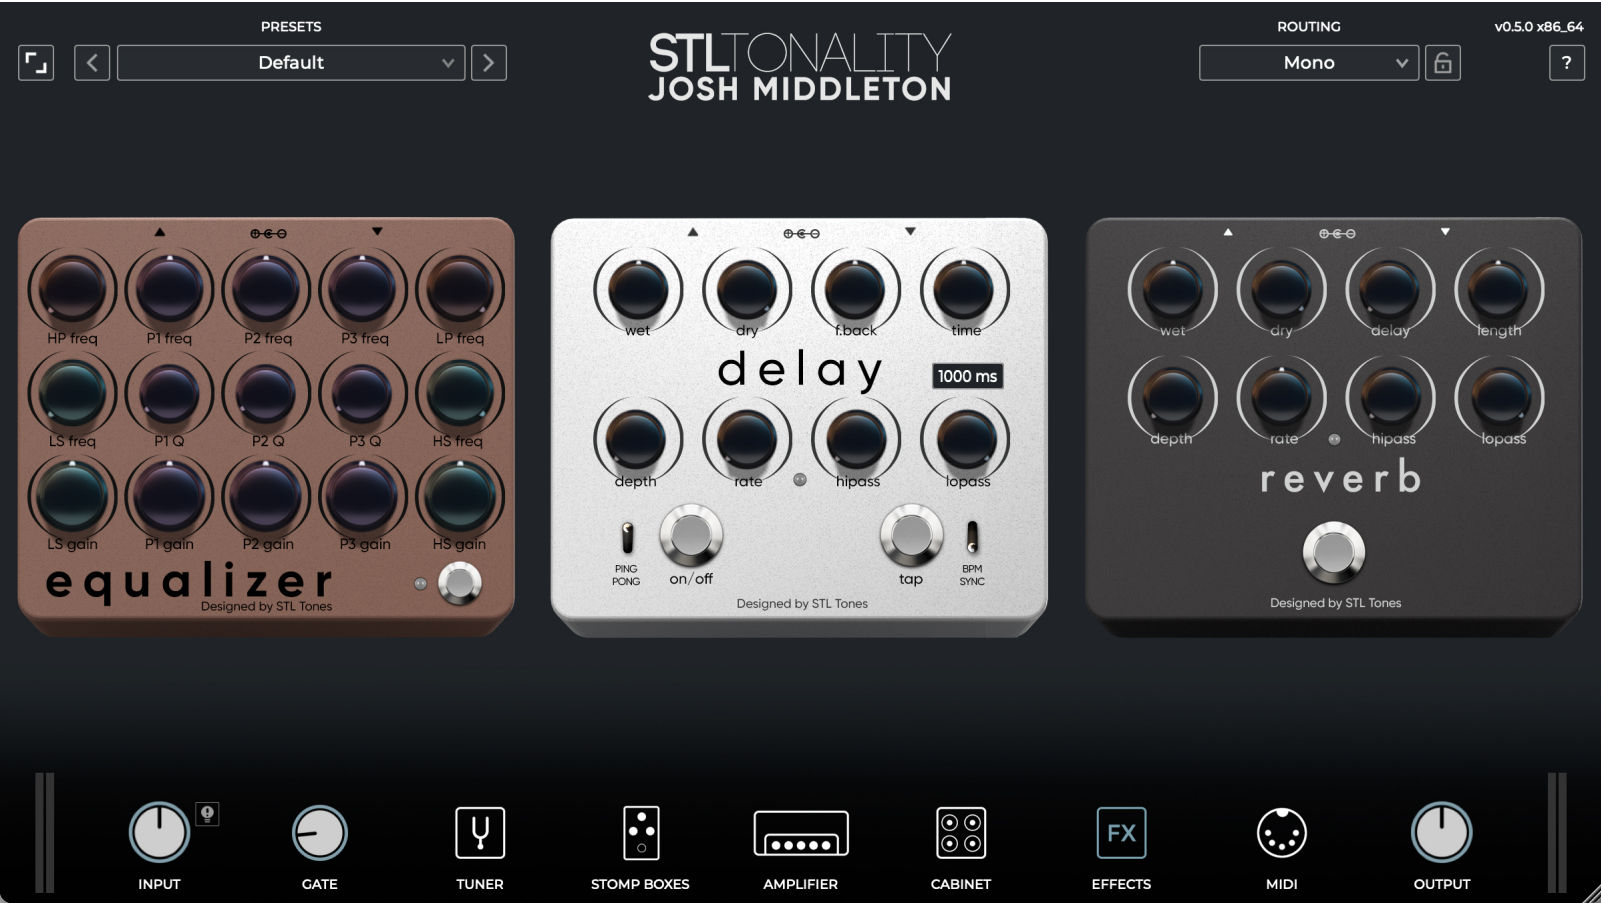 PRESETS
Default
STLTONALITY
JOSH MIDDLETON
ROUTING
Mono
v0.5.0 x86_64
?
HP freq P1 freq P2 freq P3 freq LP freq
LS freq P1 Q P2 Q P3 Q HS freq
LS gain P1 gain P2 gain P3 gain HS gain
equalizer
Designed by STL Tones
wet dry f.back time
delay
1000 ms
depth rate hipass lopass
PING
PONG
on/off
tap
BPM
SYNC
Designed by STL Tones
wet dry delay length
depth rate hipass lopass
reverb
Designed by STL Tones
FX
INPUT GATE TUNER STOMP BOXES AMPLIFIER CABINET EFFECTS MIDI OUTPUT